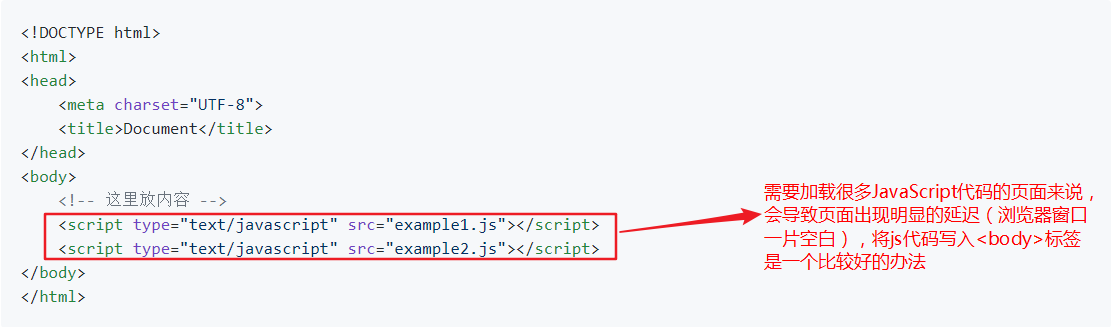 <!DOCTYPE html>
<html>
<head>
    <meta charset="UTF-8">
    <title>Document</title>
</head>
<body>
    <!-- 这里放内容 -->
    <script type="text/javascript" src="example1.js"></script>
    <script type="text/javascript" src="example2.js"></script>
</body>
</html>
需要加载很多JavaScript代码的页面来说，
会导致页面出现明显的延迟（浏览器窗口
一片空白），将js代码写入<body>标签
是一个比较好的办法